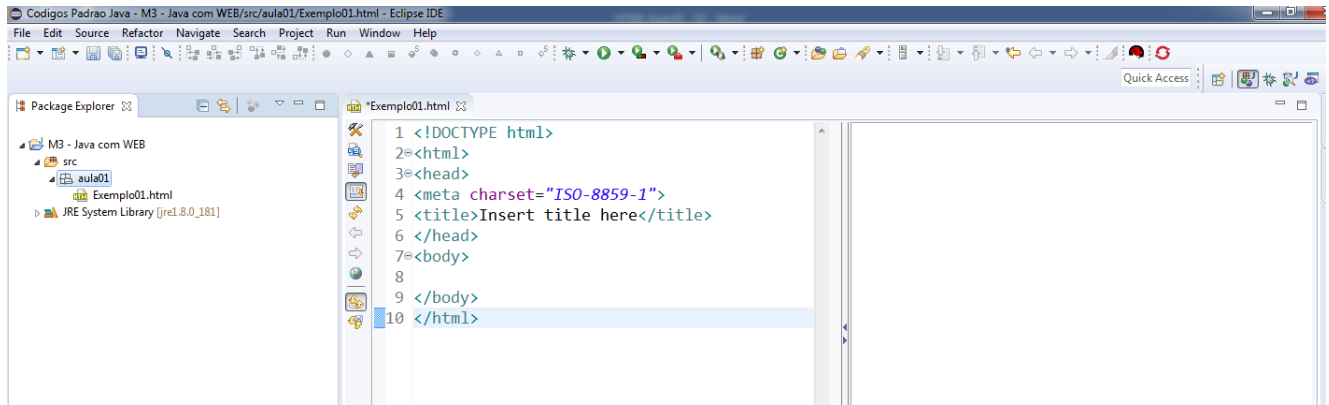 Codigos Padrao Java - M3 - Java com WEB/src/aula01/Exemplo01.html - Eclipse IDE
File Edit Source Refactor Navigate Search Project Run Window Help
Quick Access
Package Explorer
*Exemplo01.html
M3 - Java com WEB
src
aula01
Exemplo01.html
JRE System Library [jre1.8.0_181]
1 <!DOCTYPE html>
2 <html>
3 <head>
4 <meta charset="ISO-8859-1">
5 <title>Insert title here</title>
6 </head>
7 <body>
8
9 </body>
10 </html>